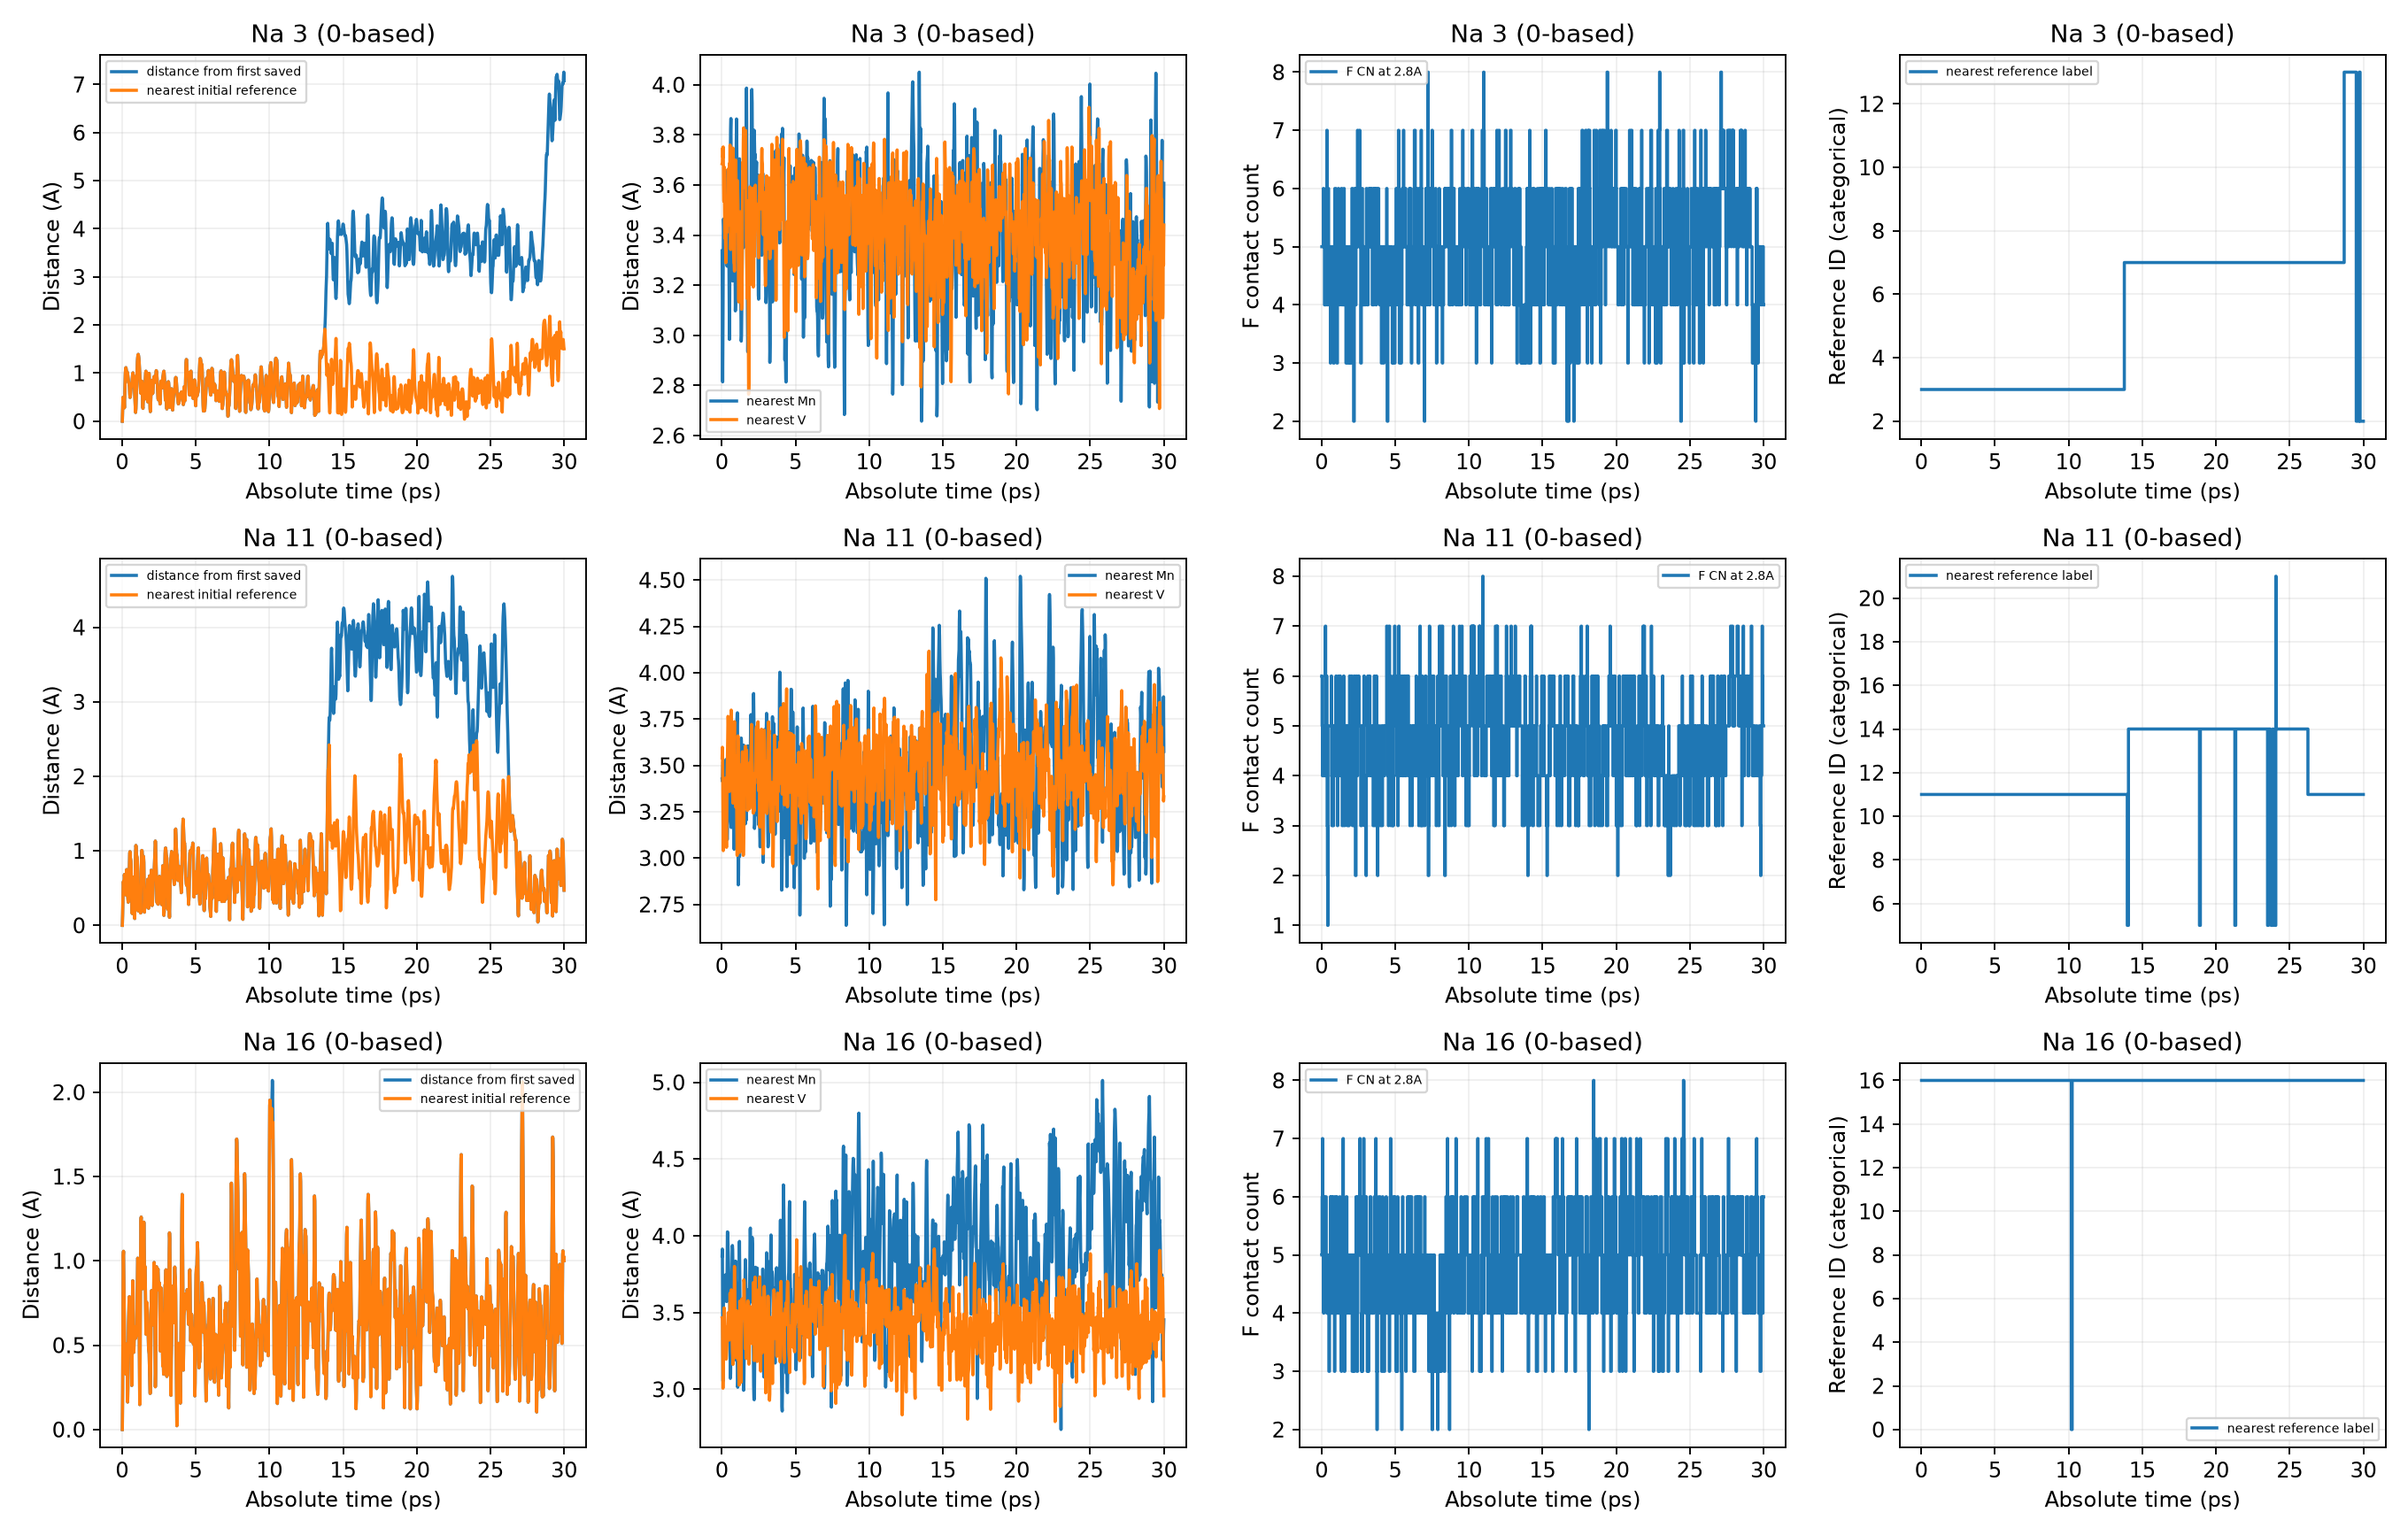 Na 3 (0-based)
distance from first saved
nearest initial reference
7
6
5
4
3
2
1
0
Distance (A)
0 5 10 15 20 25 30
Absolute time (ps)
Na 3 (0-based)
4.0
3.8
3.6
3.4
3.2
3.0
2.8
2.6
Distance (A)
nearest Mn
nearest V
0 5 10 15 20 25 30
Absolute time (ps)
Na 3 (0-based)
F CN at 2.8A
8
7
6
5
4
3
2
F contact count
0 5 10 15 20 25 30
Absolute time (ps)
Na 3 (0-based)
nearest reference label
12
10
8
6
4
2
Reference ID (categorical)
0 5 10 15 20 25 30
Absolute time (ps)
Na 11 (0-based)
distance from first saved
nearest initial reference
4
3
2
1
0
Distance (A)
0 5 10 15 20 25 30
Absolute time (ps)
Na 11 (0-based)
nearest Mn
nearest V
4.50
4.25
4.00
3.75
3.50
3.25
3.00
2.75
Distance (A)
0 5 10 15 20 25 30
Absolute time (ps)
Na 11 (0-based)
F CN at 2.8A
8
7
6
5
4
3
2
1
F contact count
0 5 10 15 20 25 30
Absolute time (ps)
Na 11 (0-based)
nearest reference label
20
18
16
14
12
10
8
6
Reference ID (categorical)
0 5 10 15 20 25 30
Absolute time (ps)
Na 16 (0-based)
distance from first saved
nearest initial reference
2.0
1.5
1.0
0.5
0.0
Distance (A)
0 5 10 15 20 25 30
Absolute time (ps)
Na 16 (0-based)
nearest Mn
nearest V
5.0
4.5
4.0
3.5
3.0
Distance (A)
0 5 10 15 20 25 30
Absolute time (ps)
Na 16 (0-based)
F CN at 2.8A
8
7
6
5
4
3
2
F contact count
0 5 10 15 20 25 30
Absolute time (ps)
Na 16 (0-based)
16
14
12
10
8
6
4
2
0
Reference ID (categorical)
nearest reference label
0 5 10 15 20 25 30
Absolute time (ps)